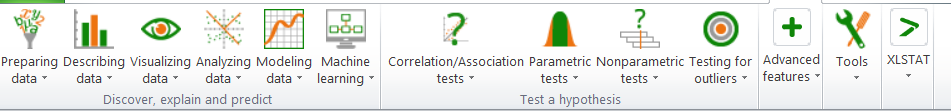 Preparing data
Describing data
Visualizing data
Analyzing data
Modeling data
Machine learning
Discover, explain and predict
Correlation/Association tests
Parametric tests
Nonparametric tests
Testing for outliers
Test a hypothesis
Advanced features
Tools
XLSTAT